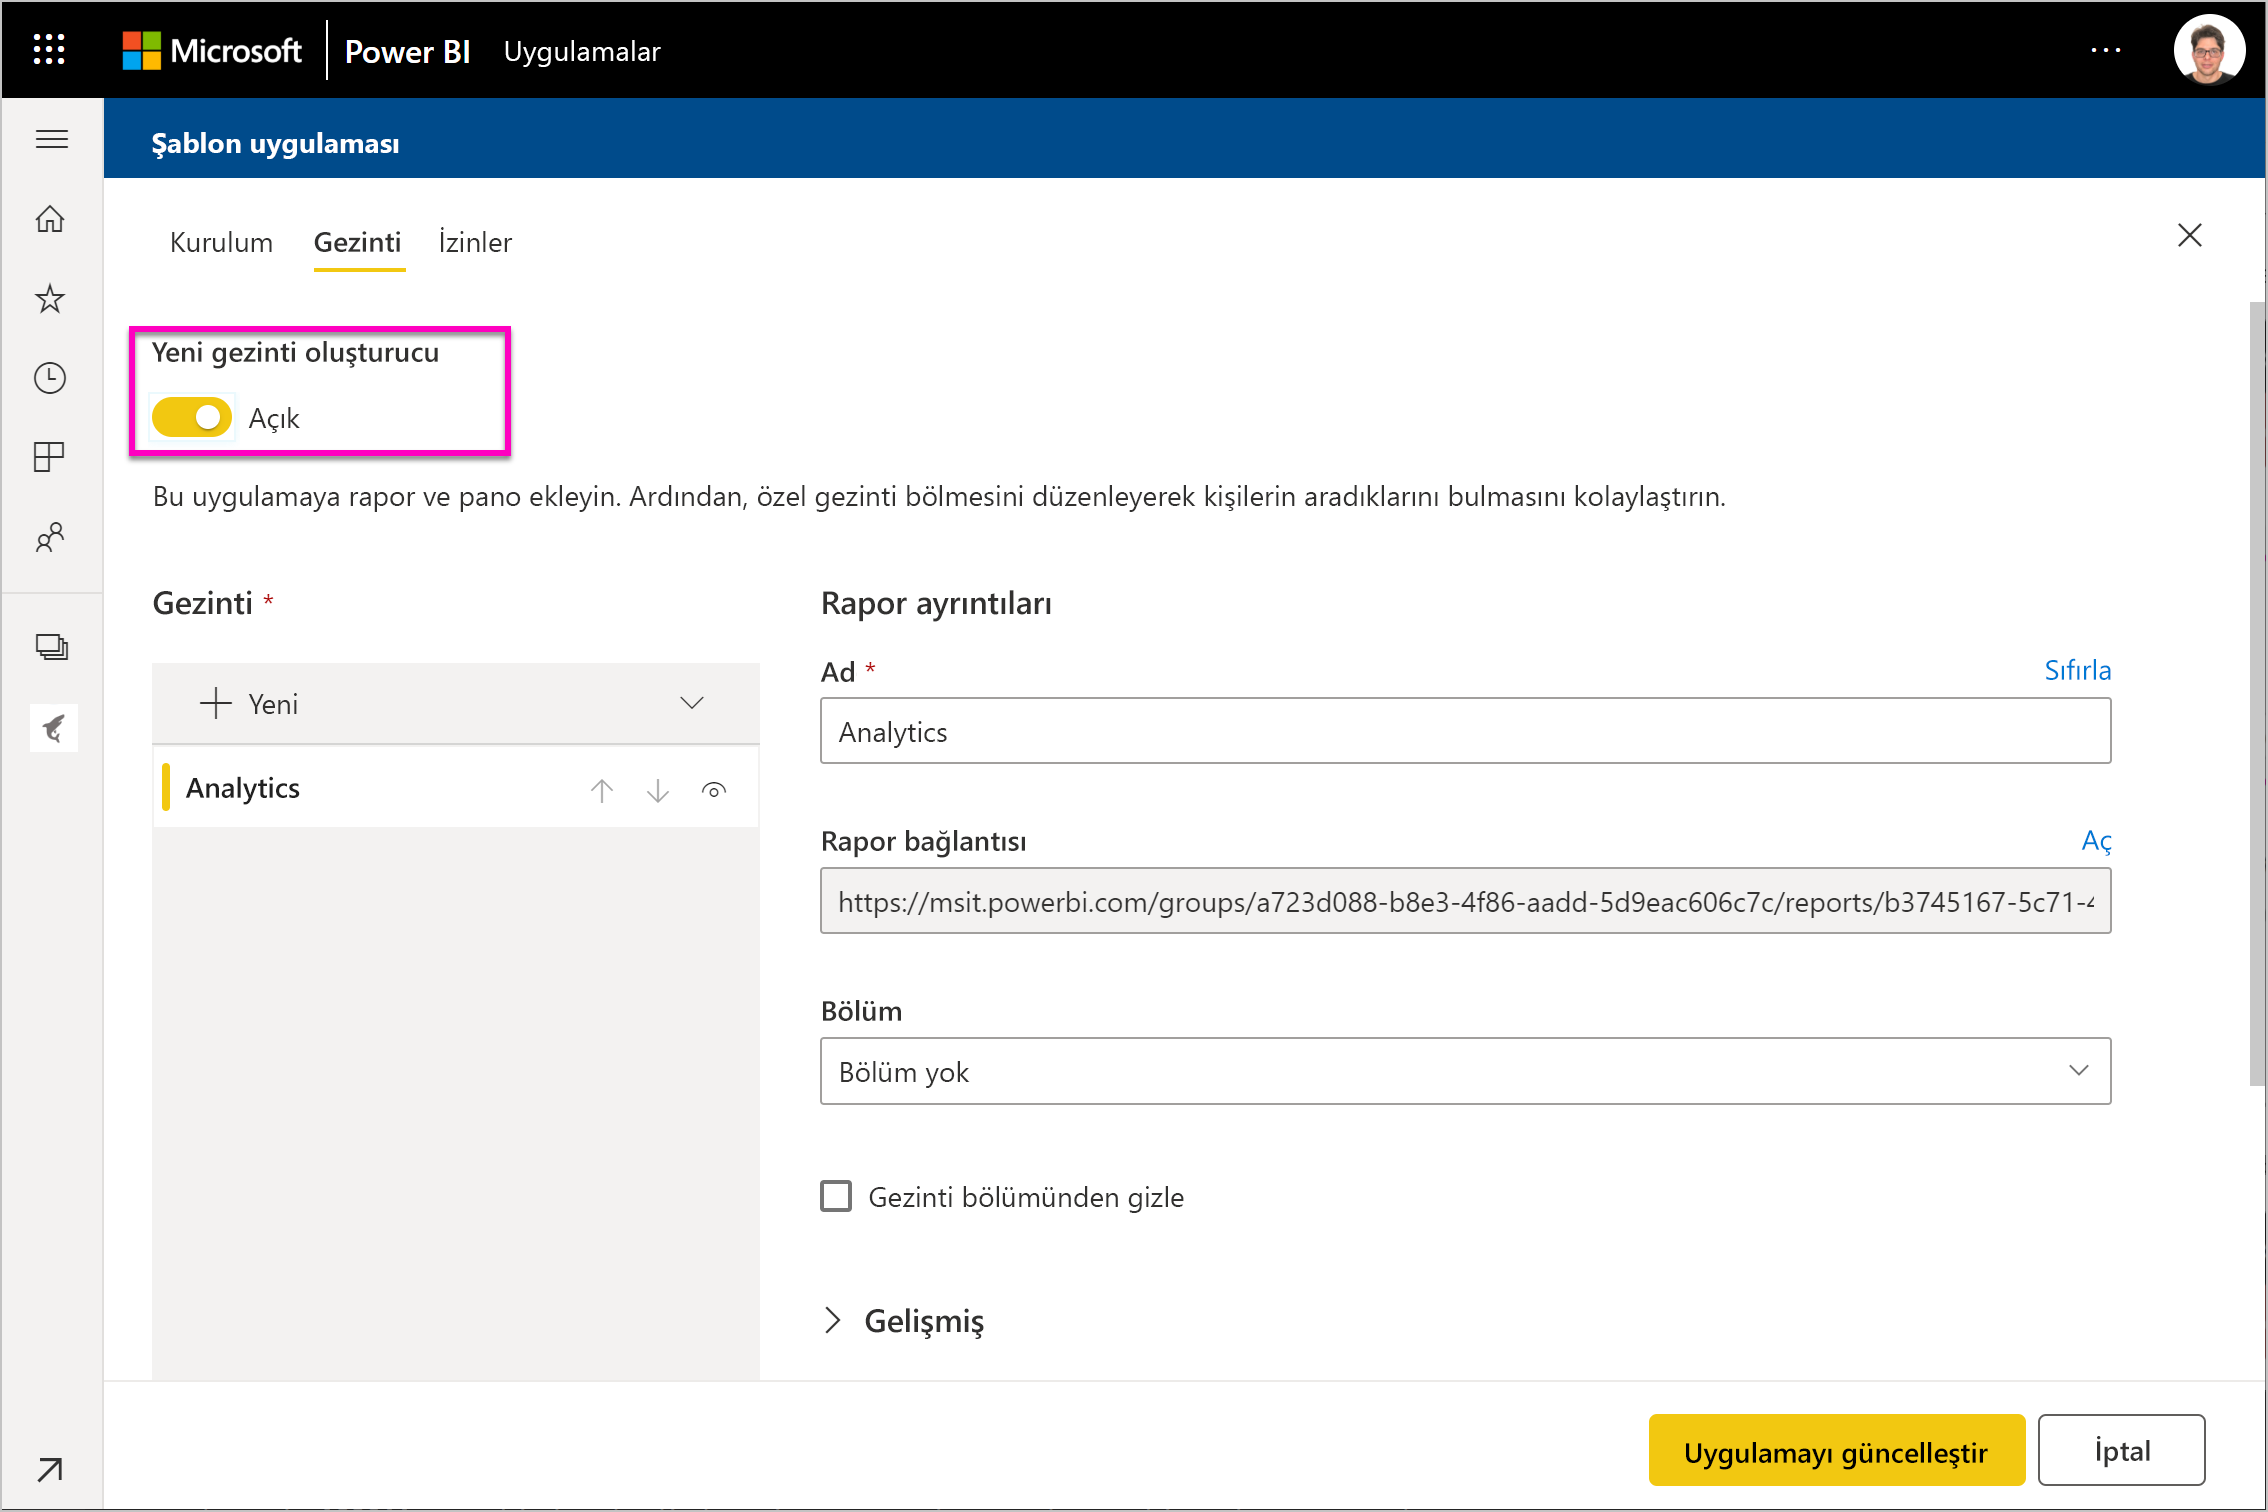 Microsoft Power BI Uygulamalar
Şablon uygulaması
Kurulum Gezinti İzinler
Yeni gezinti oluşturucu
Açık
Bu uygulamaya rapor ve pano ekleyin. Ardından, özel gezinti bölmesini düzenleyerek kişilerin aradıklarını bulmasını kolaylaştırın.
Gezinti *
Yeni
Analytics
Rapor ayrıntıları
Ad * Sıfırla
Analytics
Rapor bağlantısı Aç
https://msit.powerbi.com/groups/a723d088-b8e3-4f86-aadd-5d9eac606c7c/reports/b3745167-5c71-4
Bölüm
Bölüm yok
Gezinti bölümünden gizle
Gelişmiş
Uygulamayı güncelleştir İptal